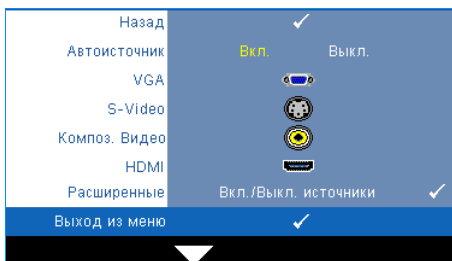 Назад
Автоисточник Вкл. Выкл.
VGA
S-Video
Композ. Видео
HDMI
Расширенные Вкл./Выкл. источники
Выход из меню